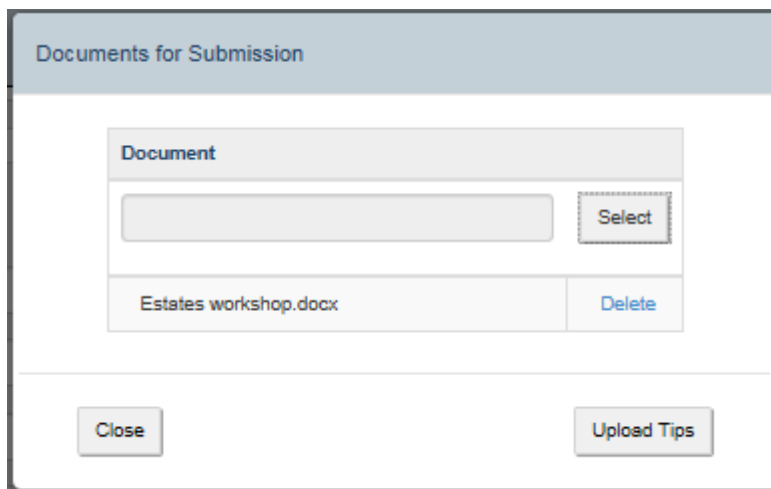 Documents for Submission
Document
Select
Estates workshop.docx Delete
Close Upload Tips